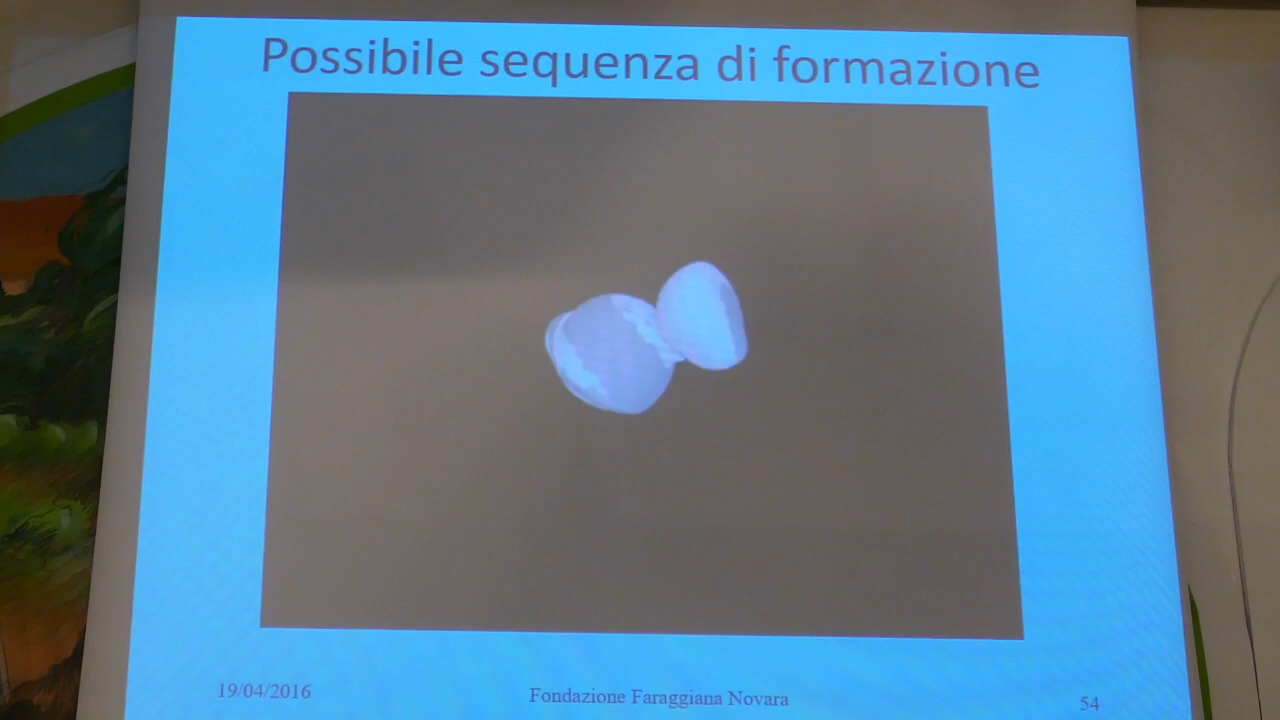 Possibile sequenza di formazione
19/04/2016
Fondazione Faraggiana Novara
54